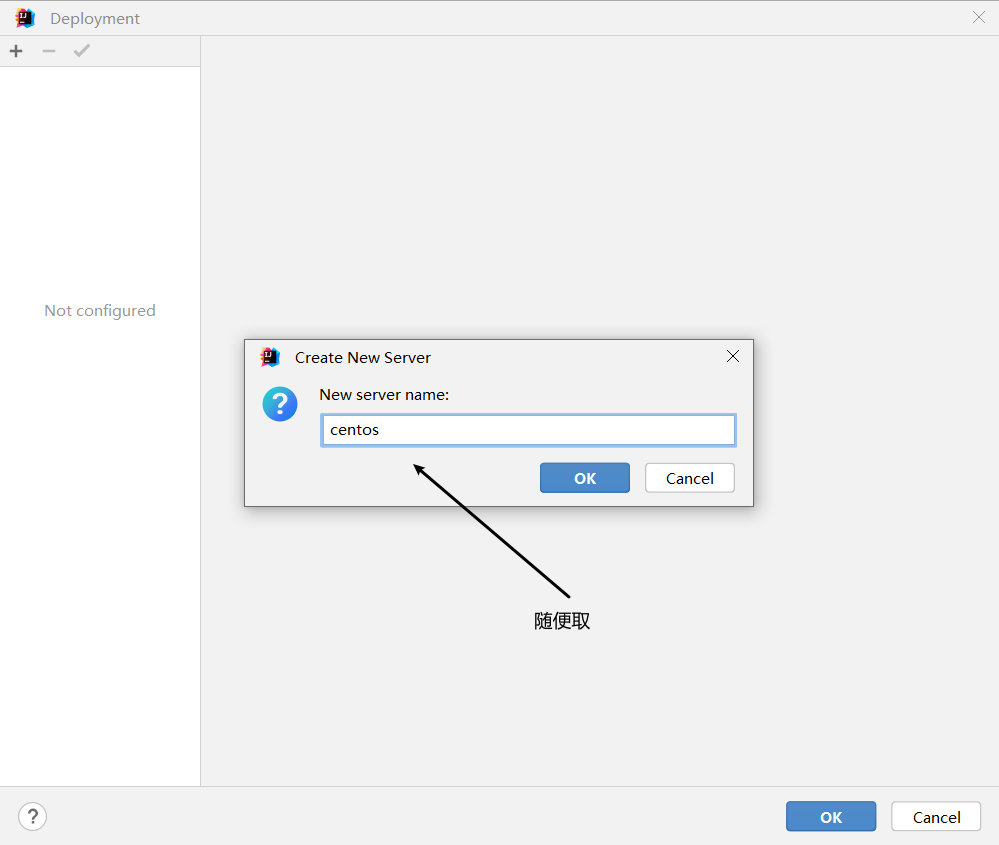 Deployment
Not configured
Create New Server
New server name:
centos
OK
Cancel
随便取
OK
Cancel